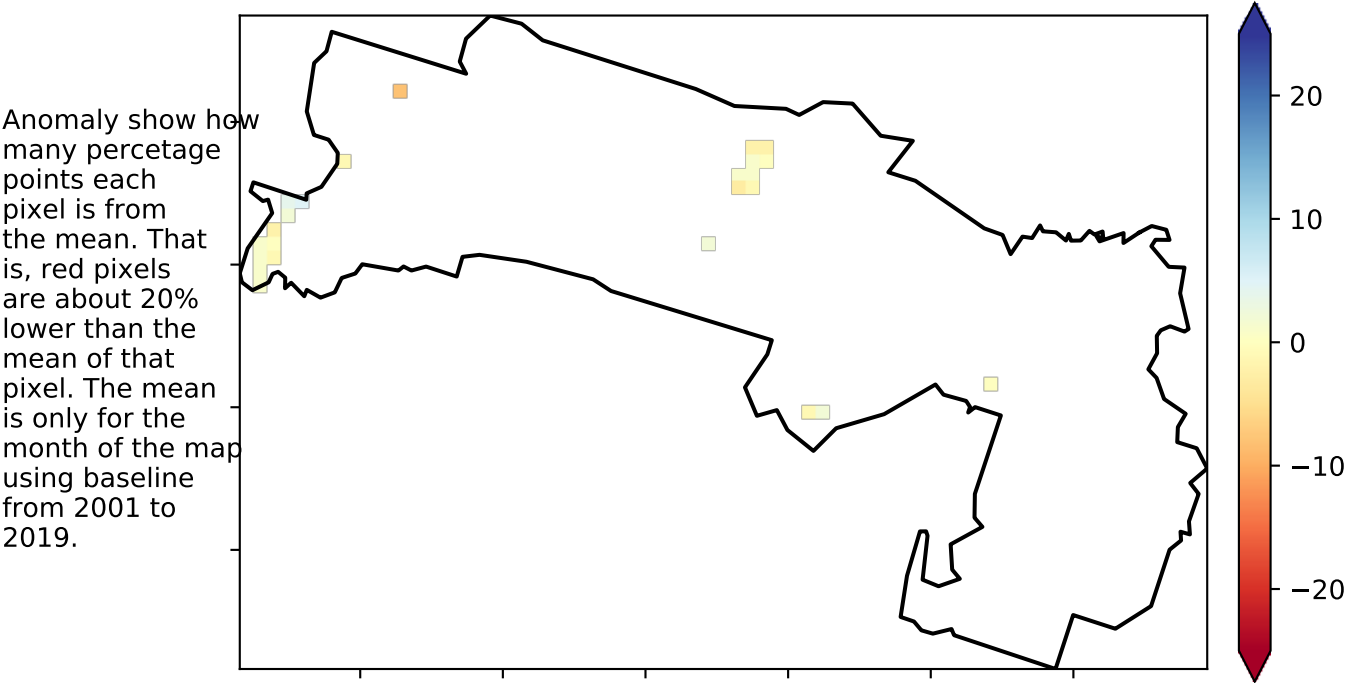 Anomaly show how
many percetage
points each
pixel is from
the mean. That
is, red pixels
are about 20%
lower than the
mean of that
pixel. The mean
is only for the
month of the map
using baseline
from 2001 to
2019.
20
10
0
−10
−20